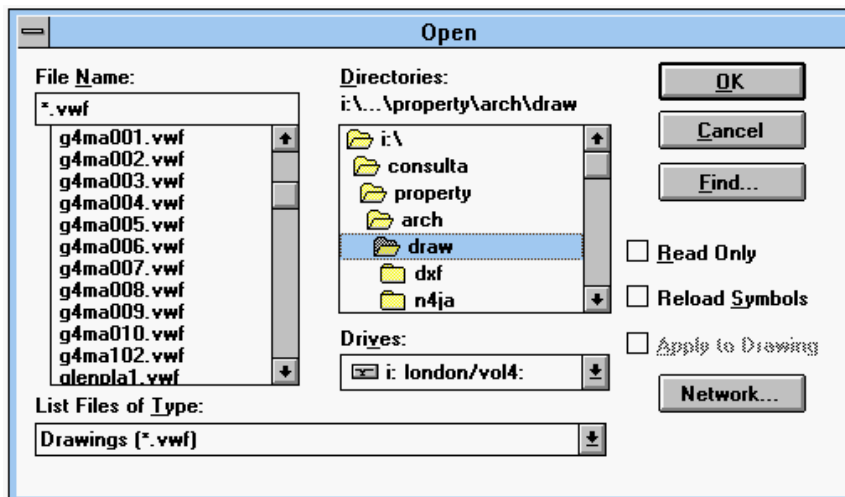 Open
File Name:
*.vwf
g4ma001.vwf
g4ma002.vwf
g4ma003.vwf
g4ma004.vwf
g4ma005.vwf
g4ma006.vwf
g4ma007.vwf
g4ma008.vwf
g4ma009.vwf
g4ma010.vwf
g4ma102.vwf
glenpla1.vwf
List Files of Type:
Drawings (*.vwf)
Directories:
i:\...\property\arch\draw
i:\
consulta
property
arch
draw
dxf
n4ja
Drives:
i: london/vol4:
OK
Cancel
Find...
Read Only
Reload Symbols
Apply to Drawing
Network...